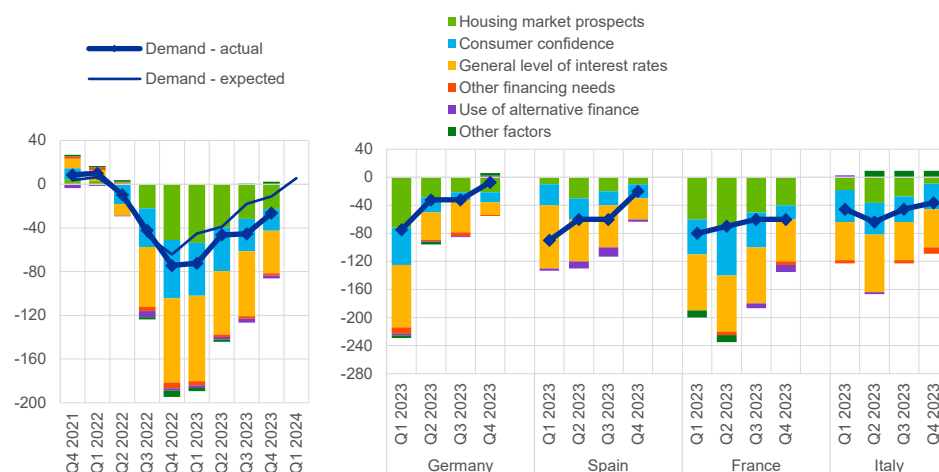 Demand - actual
Demand - expected
Housing market prospects
Consumer confidence
General level of interest rates
Other financing needs
Use of alternative finance
Other factors
40
0
-40
-80
-120
-160
-200
Q4 2021
Q1 2022
Q2 2022
Q3 2022
Q4 2022
Q1 2023
Q2 2023
Q3 2023
Q4 2023
Q1 2024
40
0
-40
-80
-120
-160
-200
-240
-280
Q1 2023
Q2 2023
Q3 2023
Q4 2023
Q1 2023
Q2 2023
Q3 2023
Q4 2023
Q1 2023
Q2 2023
Q3 2023
Q4 2023
Q1 2023
Q2 2023
Q3 2023
Q4 2023
Germany
Spain
France
Italy